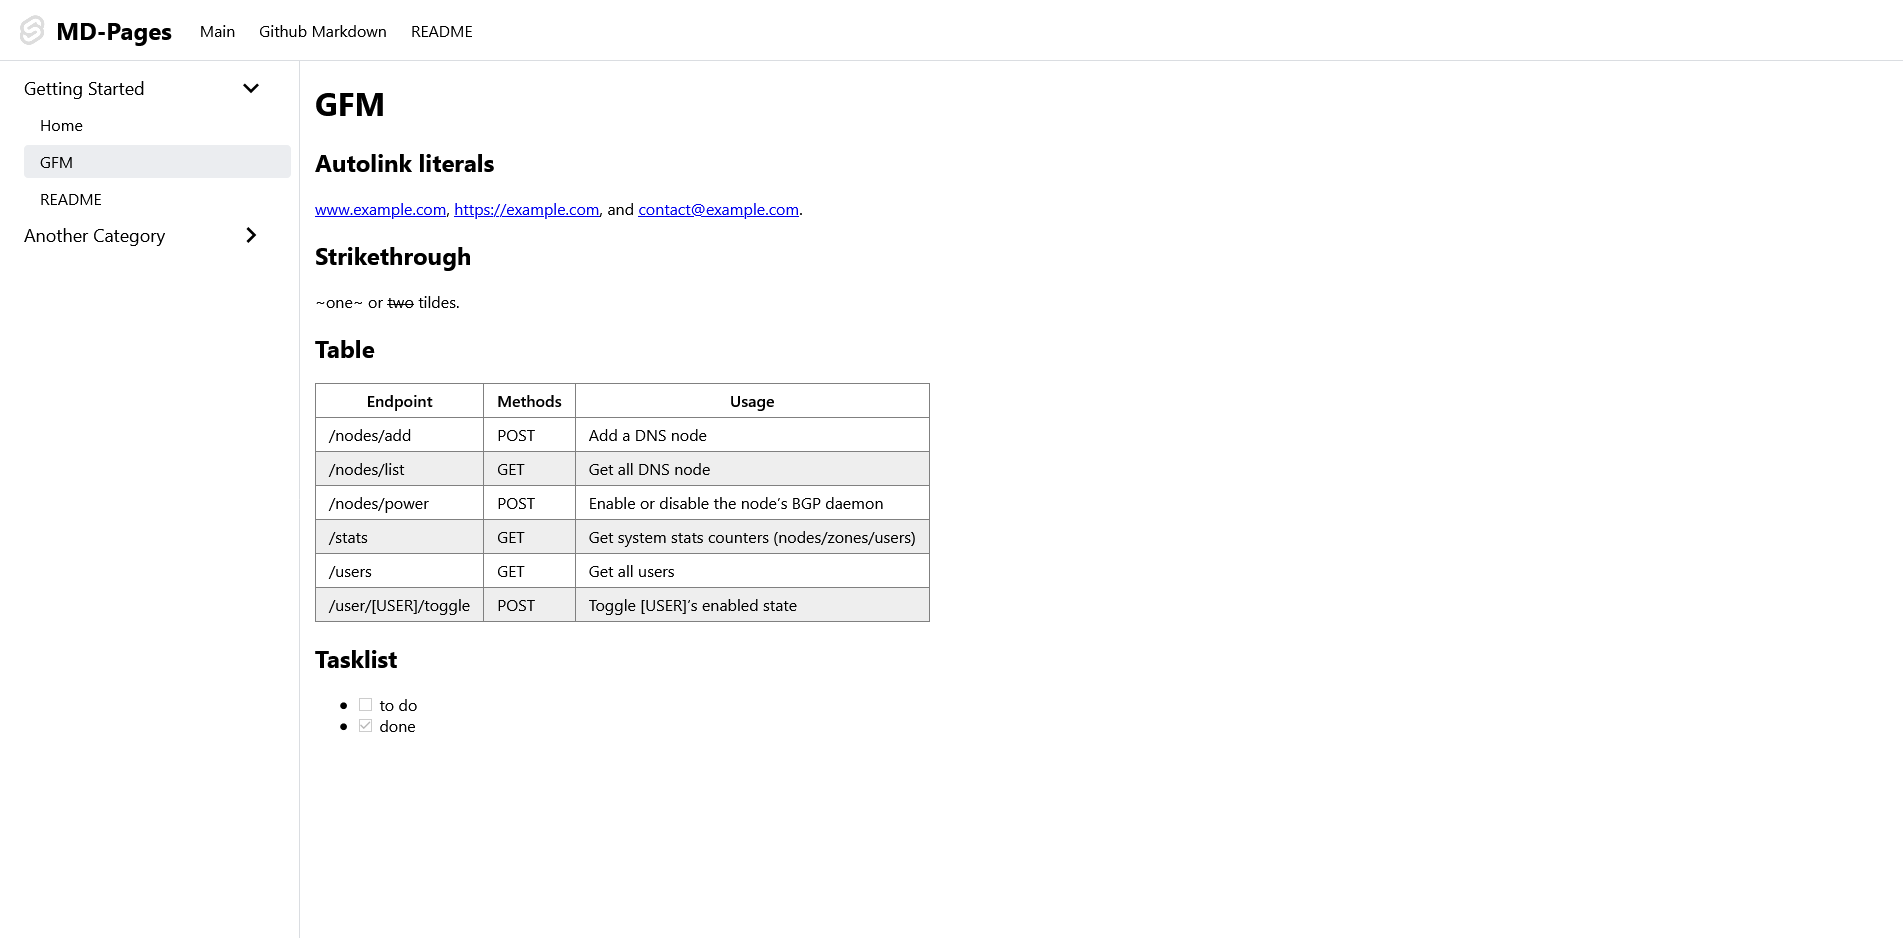 MD-Pages Main Github Markdown README
Getting Started
Home
GFM
README
Another Category
GFM
Autolink literals
www.example.com, https://example.com, and contact@example.com.
Strikethrough
~one~ or two tildes.
Table
Endpoint Methods Usage
/nodes/add POST Add a DNS node
/nodes/list GET Get all DNS node
/nodes/power POST Enable or disable the node’s BGP daemon
/stats GET Get system stats counters (nodes/zones/users)
/users GET Get all users
/user/[USER]/toggle POST Toggle [USER]’s enabled state
Tasklist
to do
done